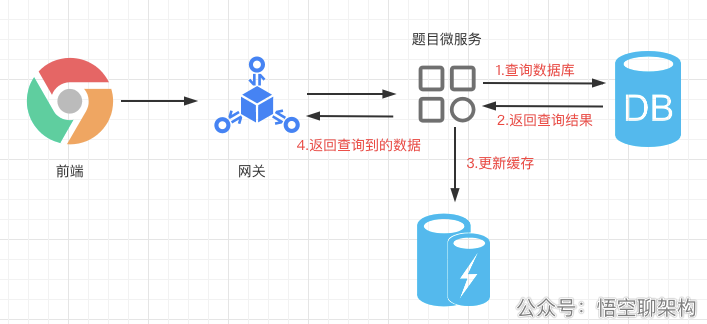 题目微服务
1.查询数据库
DB
2.返回查询结果
4.返回查询到的数据
前端
网关
3.更新缓存
公众号：悟空聊架构